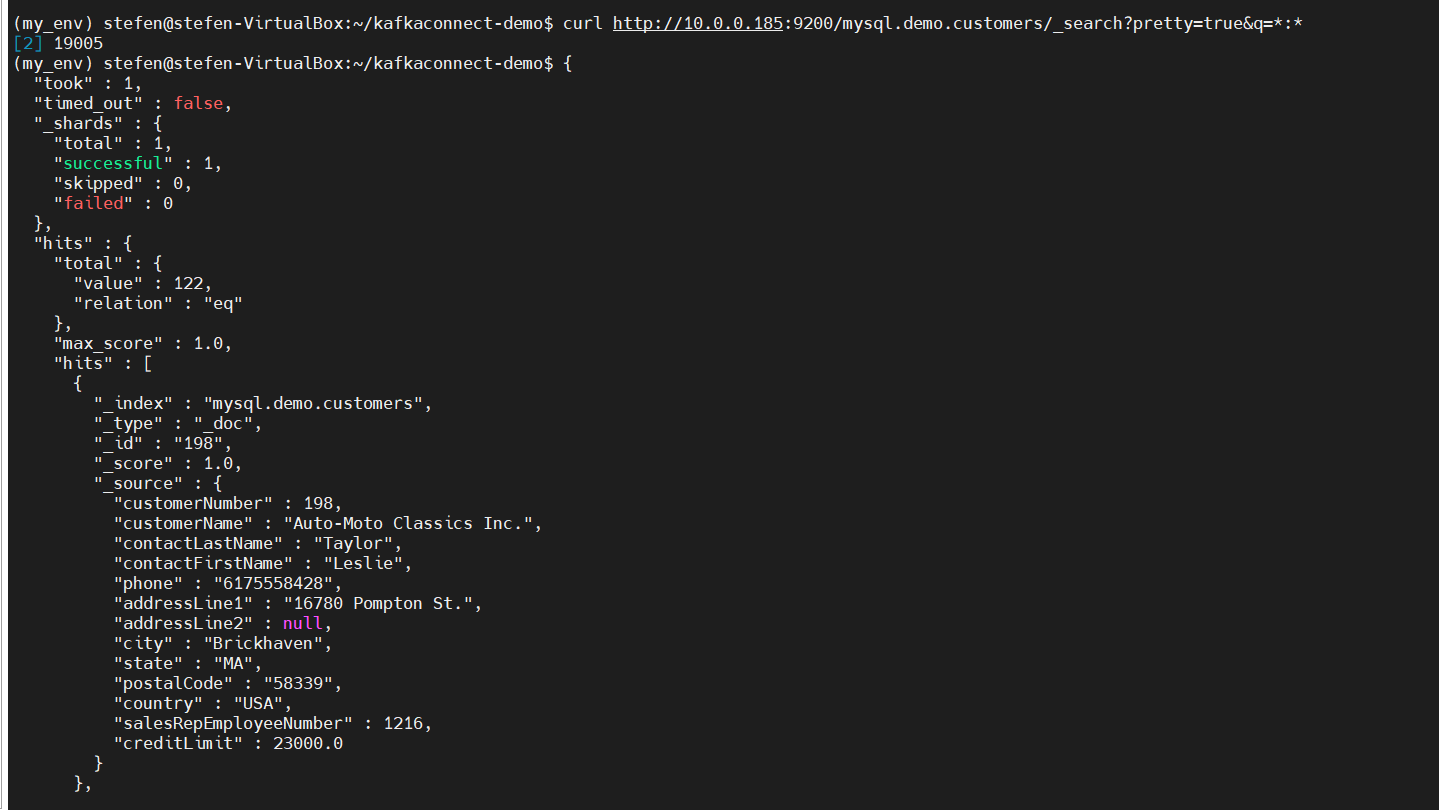 (my_env) stefen@stefen-VirtualBox:~/kafkaconnect-demo$ curl http://10.0.0.185:9200/mysql.demo.customers/_search?pretty=true&q=*:*
[2] 19005
(my_env) stefen@stefen-VirtualBox:~/kafkaconnect-demo$ {
  "took" : 1,
  "timed_out" : false,
  "_shards" : {
    "total" : 1,
    "successful" : 1,
    "skipped" : 0,
    "failed" : 0
  },
  "hits" : {
    "total" : {
      "value" : 122,
      "relation" : "eq"
    },
    "max_score" : 1.0,
    "hits" : [
      {
        "_index" : "mysql.demo.customers",
        "_type" : "_doc",
        "_id" : "198",
        "_score" : 1.0,
        "_source" : {
          "customerNumber" : 198,
          "customerName" : "Auto-Moto Classics Inc.",
          "contactLastName" : "Taylor",
          "contactFirstName" : "Leslie",
          "phone" : "6175558428",
          "addressLine1" : "16780 Pompton St.",
          "addressLine2" : null,
          "city" : "Brickhaven",
          "state" : "MA",
          "postalCode" : "58339",
          "country" : "USA",
          "salesRepEmployeeNumber" : 1216,
          "creditLimit" : 23000.0
        }
      },